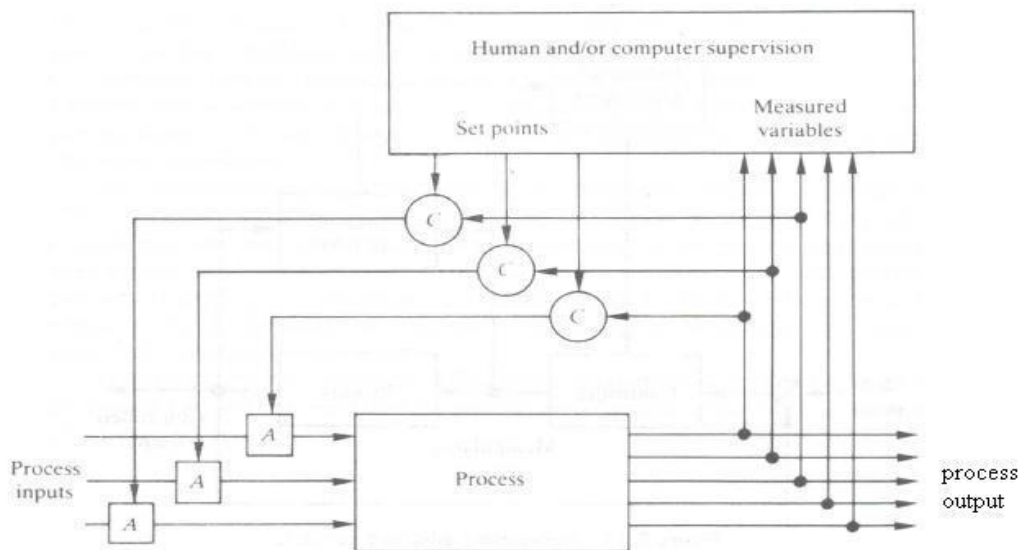 Human and/or computer supervision
Measured
variables
Set points
C
C
C
A
A
A
Process
inputs
Process
process
output